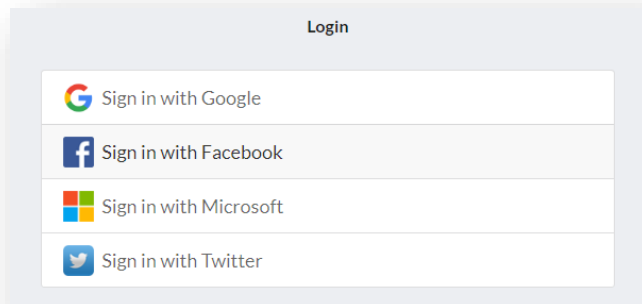 Login
Sign in with Google
Sign in with Facebook
Sign in with Microsoft
Sign in with Twitter